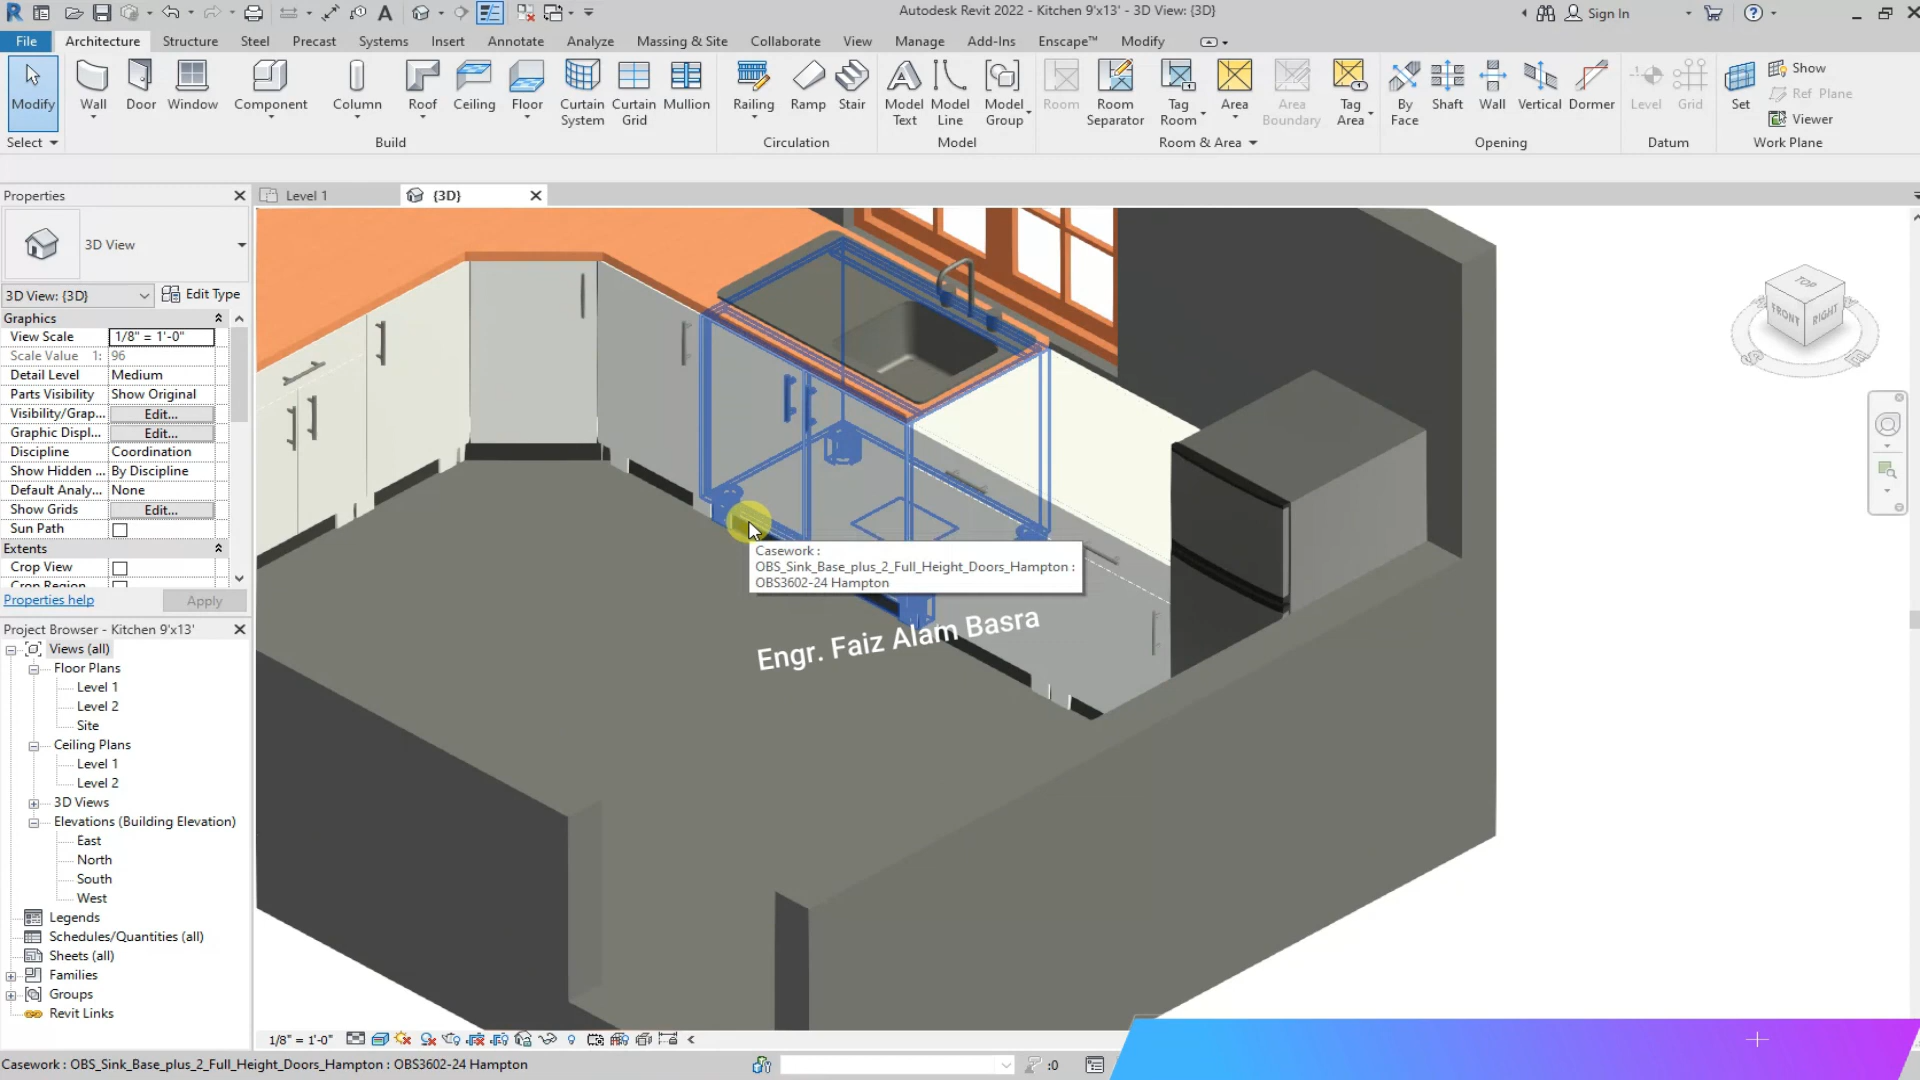 Autodesk Revit 2022 - Kitchen 9'x13' - 3D View: {3D}
Sign In
File Architecture Structure Steel Precast Systems Insert Annotate Analyze Massing & Site Collaborate View Manage Add-Ins Enscape™ Modify
Modify
Wall
Door
Window
Component
Column
Roof
Ceiling
Floor
Curtain System
Curtain Grid
Mullion
Railing
Ramp
Stair
Model Text
Model Line
Model Group
Room
Room Separator
Tag Room
Area
Area Boundary
Tag Area
By Face
Shaft
Wall
Vertical
Dormer
Level
Grid
Set
Show
Ref Plane
Viewer
Select
Build
Circulation
Model
Room & Area
Opening
Datum
Work Plane
Properties
Level 1
{3D}
3D View
3D View: {3D}
Edit Type
Graphics
View Scale 1/8" = 1'-0"
Scale Value 1: 96
Detail Level Medium
Parts Visibility Show Original
Visibility/Grap... Edit...
Graphic Displ... Edit...
Discipline Coordination
Show Hidden ... By Discipline
Default Analy... None
Show Grids Edit...
Sun Path
Extents
Crop View
Crop Region
Properties help
Apply
Project Browser - Kitchen 9'x13'
Views (all)
Floor Plans
Level 1
Level 2
Site
Ceiling Plans
Level 1
Level 2
3D Views
Elevations (Building Elevation)
East
North
South
West
Legends
Schedules/Quantities (all)
Sheets (all)
Families
Groups
Revit Links
TOP
FRONT
RIGHT
S
E
Casework :
OBS_Sink_Base_plus_2_Full_Height_Doors_Hampton :
OBS3602-24 Hampton
Engr. Faiz Alam Basra
1/8" = 1'-0"
Casework : OBS_Sink_Base_plus_2_Full_Height_Doors_Hampton : OBS3602-24 Hampton
:0